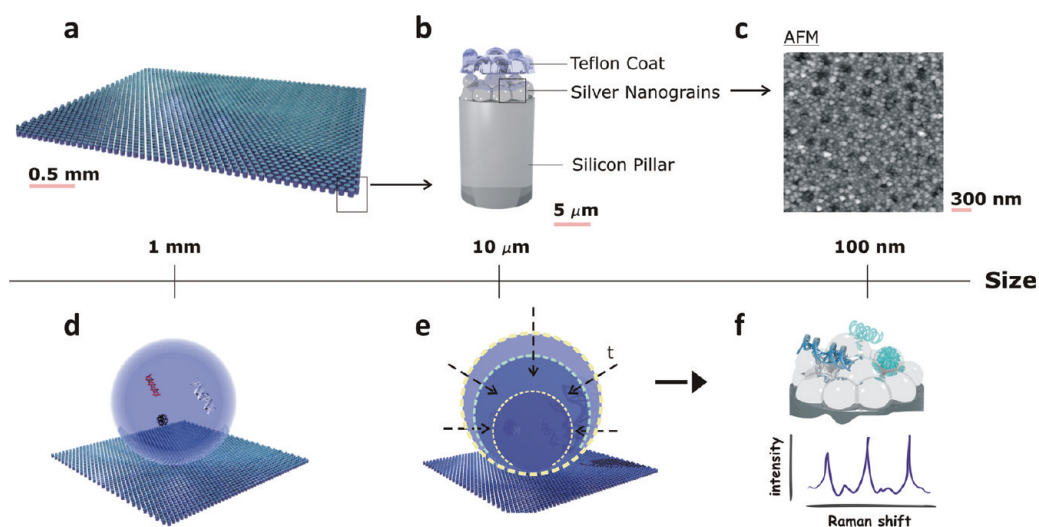 a
b
c
AFM
Teflon Coat
Silver Nanograins
Silicon Pillar
0.5 mm
5 μm
300 nm
1 mm
10 μm
100 nm
Size
d
e
f
t
intensity
Raman shift